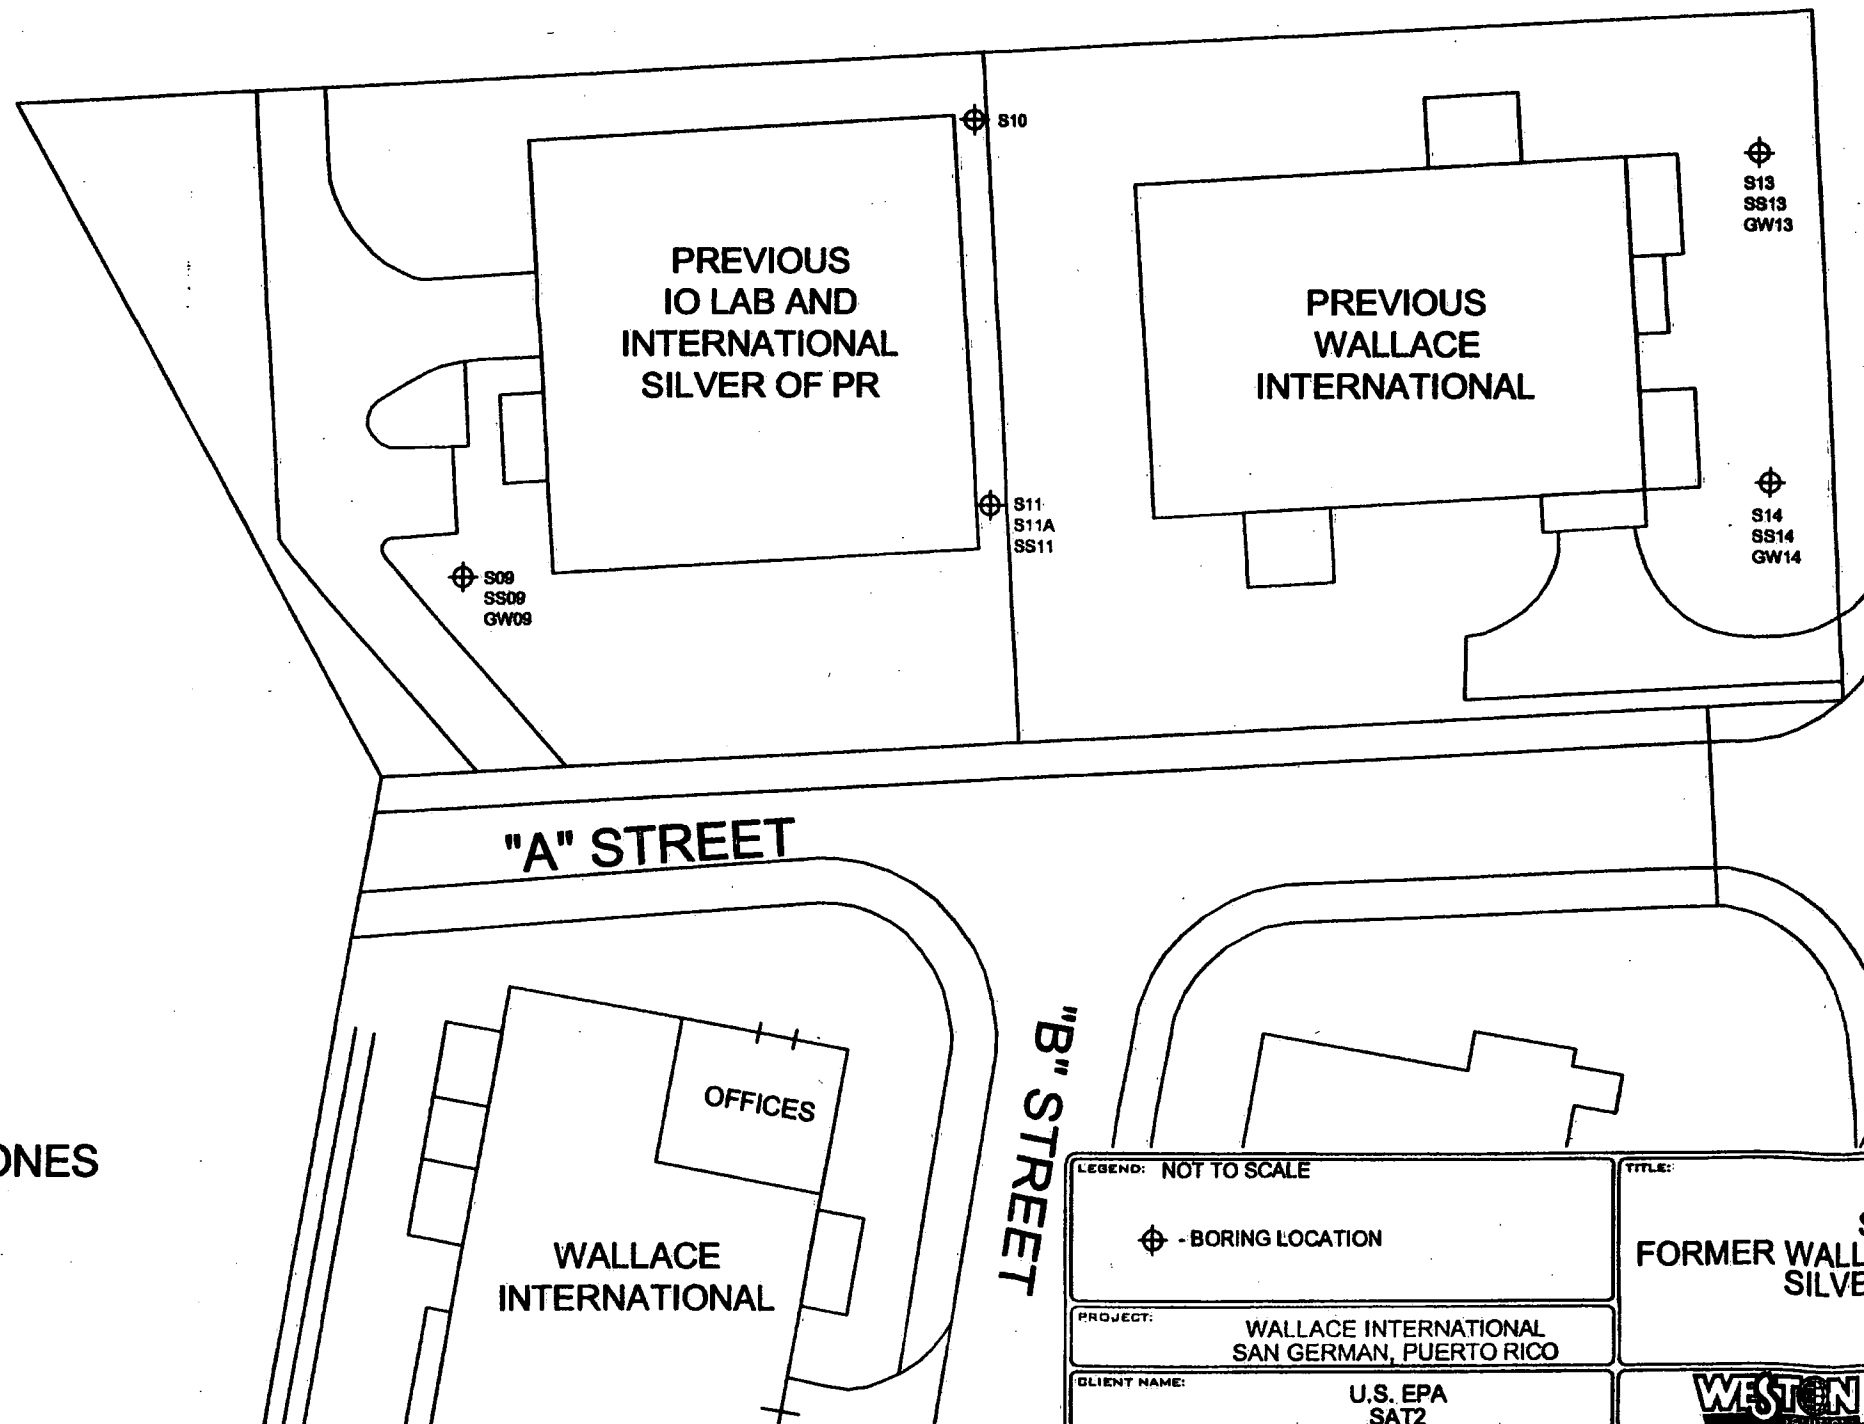 S10
S13
SS13
GW13
PREVIOUS
IO LAB AND
INTERNATIONAL
SILVER OF PR
PREVIOUS
WALLACE
INTERNATIONAL
S11
S11A
SS11
S14
SS14
GW14
S09
SS09
GW09
"A" STREET
"B" STREET
OFFICES
ONES
WALLACE
INTERNATIONAL
LEGEND: NOT TO SCALE
- BORING LOCATION
PROJECT:
WALLACE INTERNATIONAL
SAN GERMAN, PUERTO RICO
CLIENT NAME:
U.S. EPA
SAT2
TITLE:
S
FORMER WALL
SILVE
WESTON